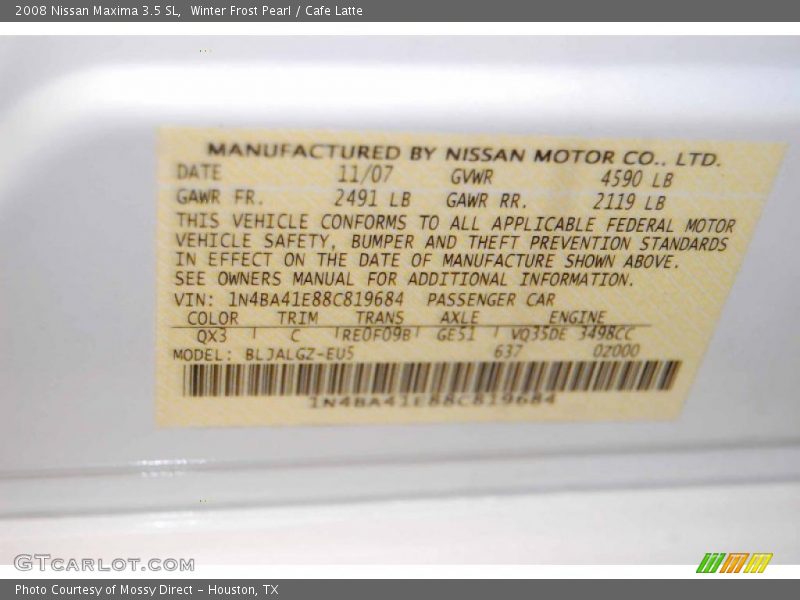 2008 Nissan Maxima 3.5 SL,  Winter Frost Pearl / Cafe Latte
MANUFACTURED BY NISSAN MOTOR CO., LTD.
DATE 11/07 GVWR 4590 LB
GAWR FR. 2491 LB GAWR RR. 2119 LB
THIS VEHICLE CONFORMS TO ALL APPLICABLE FEDERAL MOTOR
VEHICLE SAFETY, BUMPER AND THEFT PREVENTION STANDARDS
IN EFFECT ON THE DATE OF MANUFACTURE SHOWN ABOVE.
SEE OWNERS MANUAL FOR ADDITIONAL INFORMATION.
VIN: 1N4BA41E88C819684 PASSENGER CAR
COLOR TRIM TRANS AXLE ENGINE
QX3 C RE0F09B GE51 VQ35DE 3498CC
MODEL: BLJALGZ-EU5 637 02000
1N4BA41E88C819684
GTCARLOT.COM
Photo Courtesy of Mossy Direct - Houston, TX